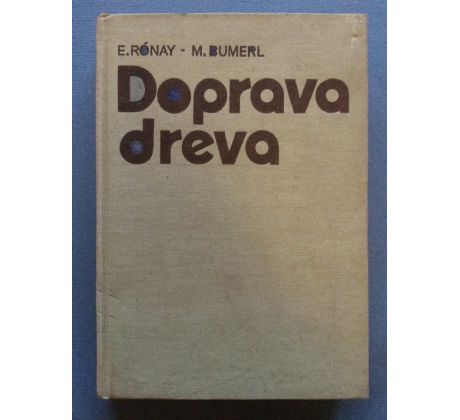 E. RÓNAY - M. BUMERL
Doprava
dreva